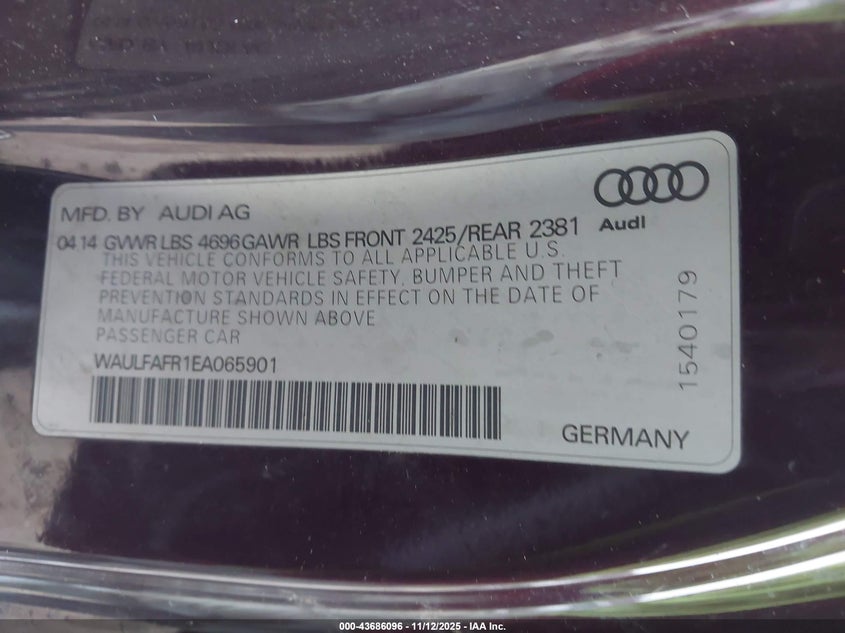 MFD. BY AUDI AG
Audi
04 14 GVWR LBS 4696 GAWR LBS FRONT 2425/REAR 2381
THIS VEHICLE CONFORMS TO ALL APPLICABLE U.S.
FEDERAL MOTOR VEHICLE SAFETY, BUMPER AND THEFT
PREVENTION STANDARDS IN EFFECT ON THE DATE OF
MANUFACTURE SHOWN ABOVE
PASSENGER CAR
WAULFAFR1EA065901
GERMANY
1540179
000-43686096 - 11/12/2025 - IAA Inc.